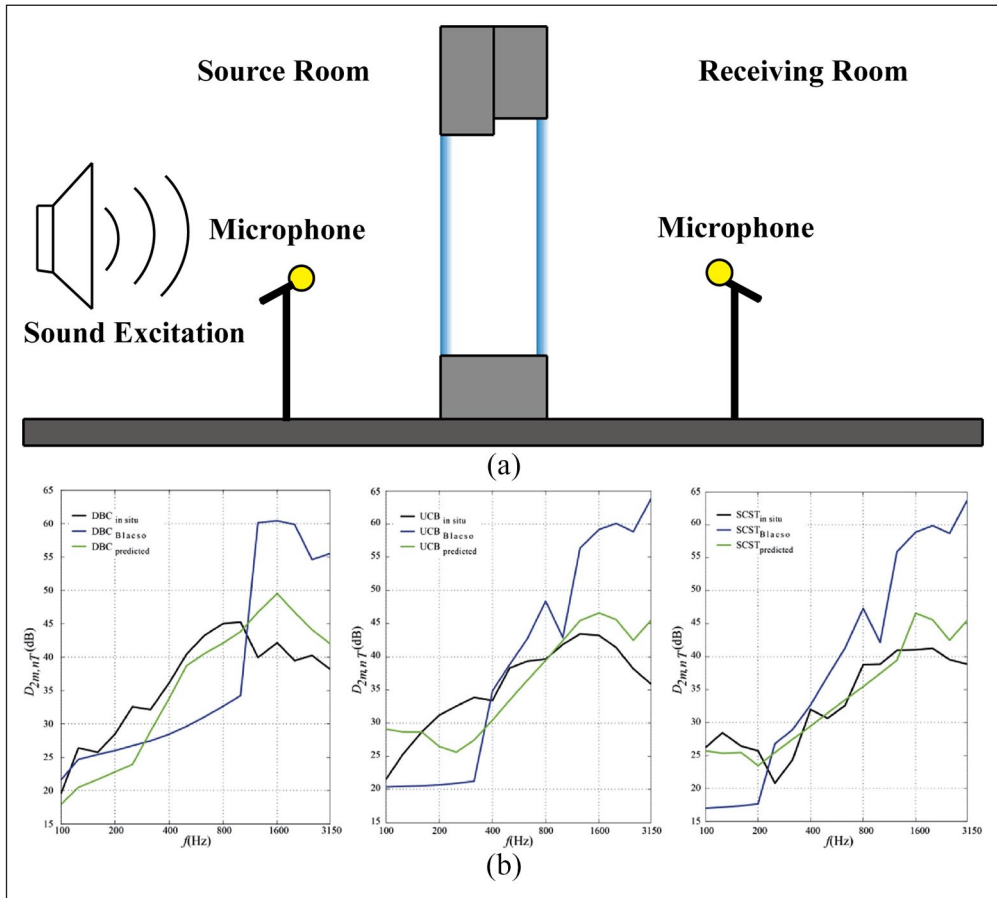 Source Room
Receiving Room
Microphone
Microphone
Sound Excitation
(a)
65
60
55
50
45
40
35
30
25
20
15
D2m,nT(dB)
DBC in situ
DBC Blacso
DBC predicted
100
200
400
800
1600
3150
f(Hz)
65
60
55
50
45
40
35
30
25
20
15
D2m,nT(dB)
UCB in situ
UCB Blacso
UCB predicted
100
200
400
800
1600
3150
f(Hz)
65
60
55
50
45
40
35
30
25
20
15
D2m,nT(dB)
SCST in situ
SCST Blacso
SCST predicted
100
200
400
800
1600
3150
f(Hz)
(b)